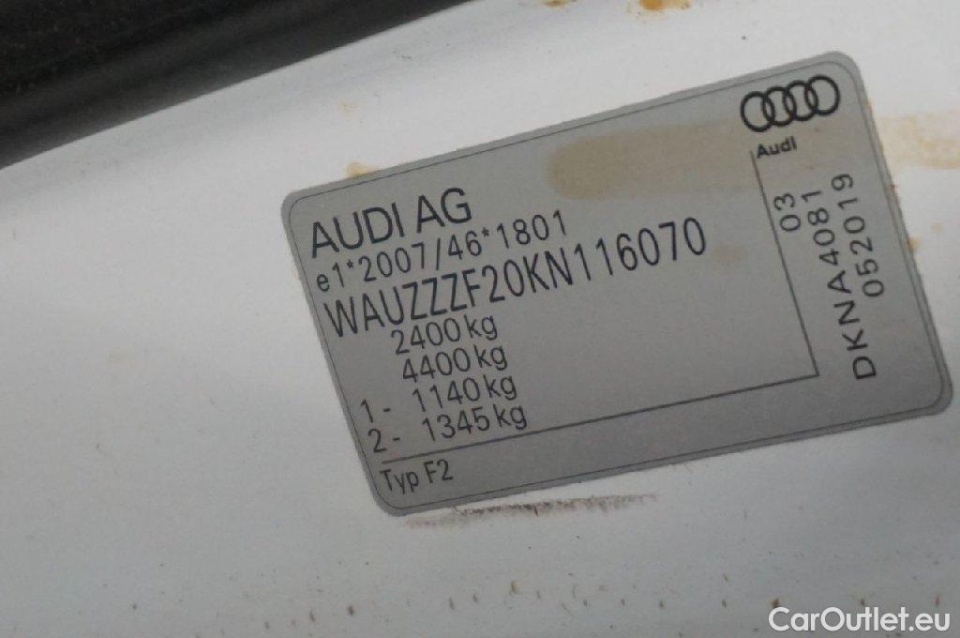 Audi
AUDI AG
e1*2007/46*1801
WAUZZZF20KN116070
2400 kg
4400 kg
1- 1140 kg
2- 1345 kg
Typ F2
03
DKNA4081
052019
CarOutlet.eu